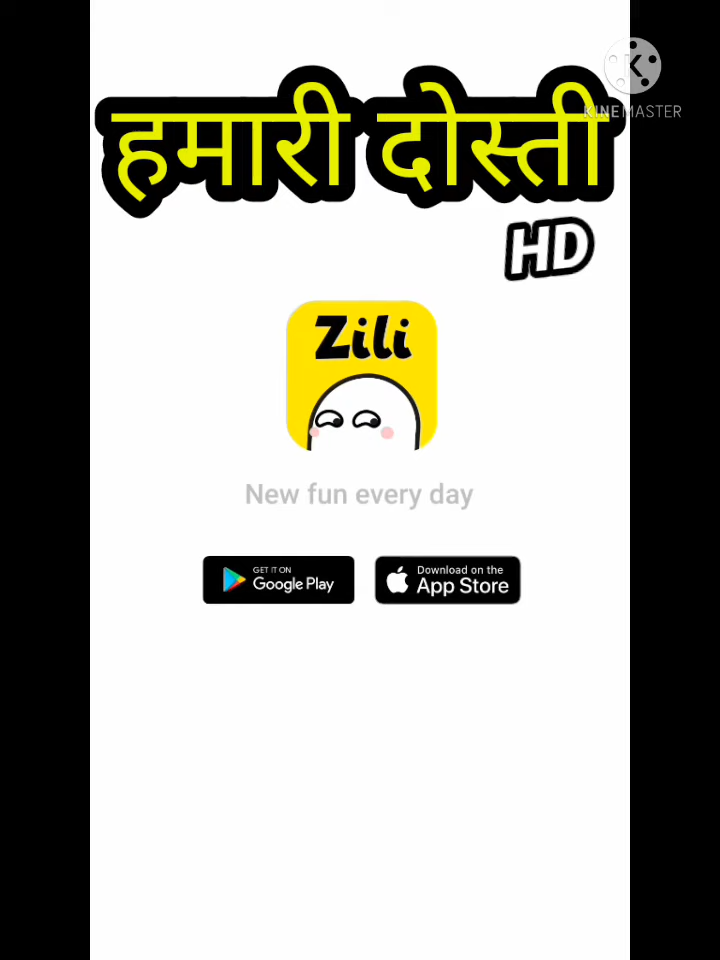 KINEMASTER
हमारी दोस्ती
HD
Zili
New fun every day
GET IT ON
Google Play
Download on the
App Store